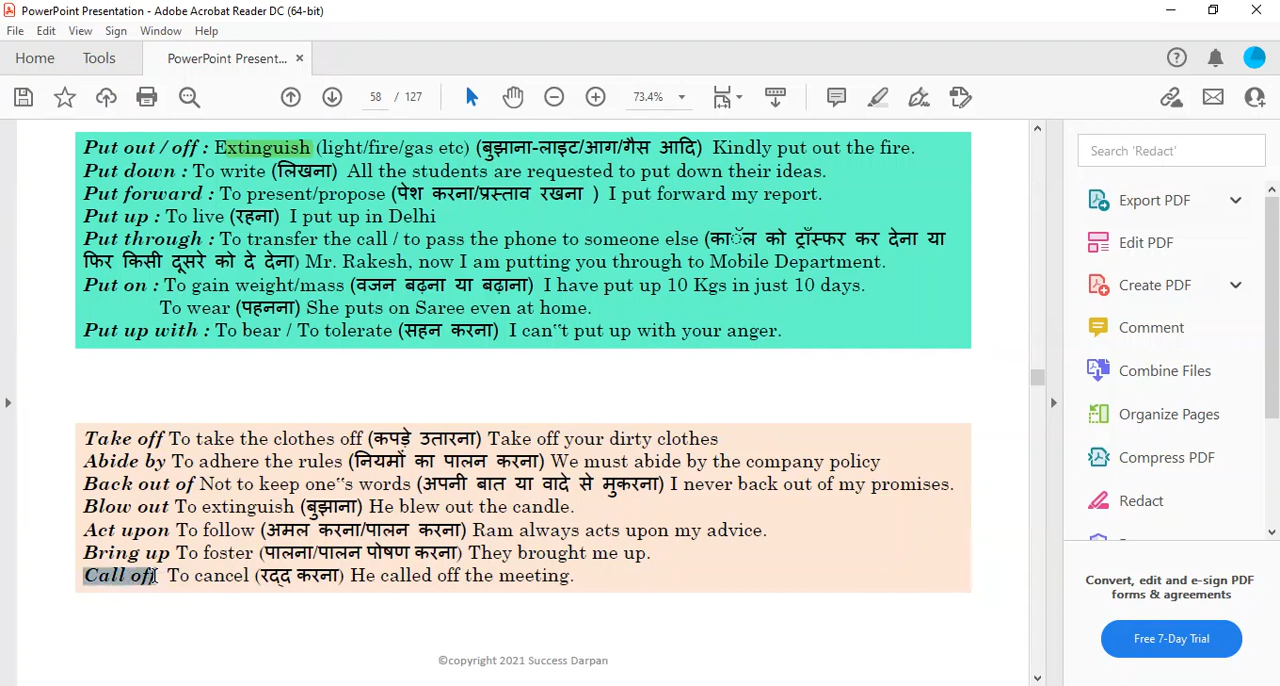 PowerPoint Presentation - Adobe Acrobat Reader DC (64-bit)
File Edit View Sign Window Help
Home Tools PowerPoint Present... ×
58 / 127 73.4%
Put out / off : Extinguish (light/fire/gas etc) (बुझाना-लाइट/आग/गैस आदि) Kindly put out the fire.
Put down : To write (लिखना) All the students are requested to put down their ideas.
Put forward : To present/propose (पेश करना/प्रस्ताव रखना ) I put forward my report.
Put up : To live (रहना) I put up in Delhi
Put through : To transfer the call / to pass the phone to someone else (काॅल को ट्राँस्फर कर देना या
फिर किसी दूसरे को दे देना) Mr. Rakesh, now I am putting you through to Mobile Department.
Put on : To gain weight/mass (वजन बढ़ना या बढ़ाना) I have put up 10 Kgs in just 10 days.
To wear (पहनना) She puts on Saree even at home.
Put up with : To bear / To tolerate (सहन करना) I can‟t put up with your anger.
Take off To take the clothes off (कपड़े उतारना) Take off your dirty clothes
Abide by To adhere the rules (नियमों का पालन करना) We must abide by the company policy
Back out of Not to keep one‟s words (अपनी बात या वादे से मुकरना) I never back out of my promises.
Blow out To extinguish (बुझाना) He blew out the candle.
Act upon To follow (अमल करना/पालन करना) Ram always acts upon my advice.
Bring up To foster (पालना/पालन पोषण करना) They brought me up.
Call off To cancel (रद्द करना) He called off the meeting.
©copyright 2021 Success Darpan
Search 'Redact'
Export PDF
Edit PDF
Create PDF
Comment
Combine Files
Organize Pages
Compress PDF
Redact
Convert, edit and e-sign PDF
forms & agreements
Free 7-Day Trial